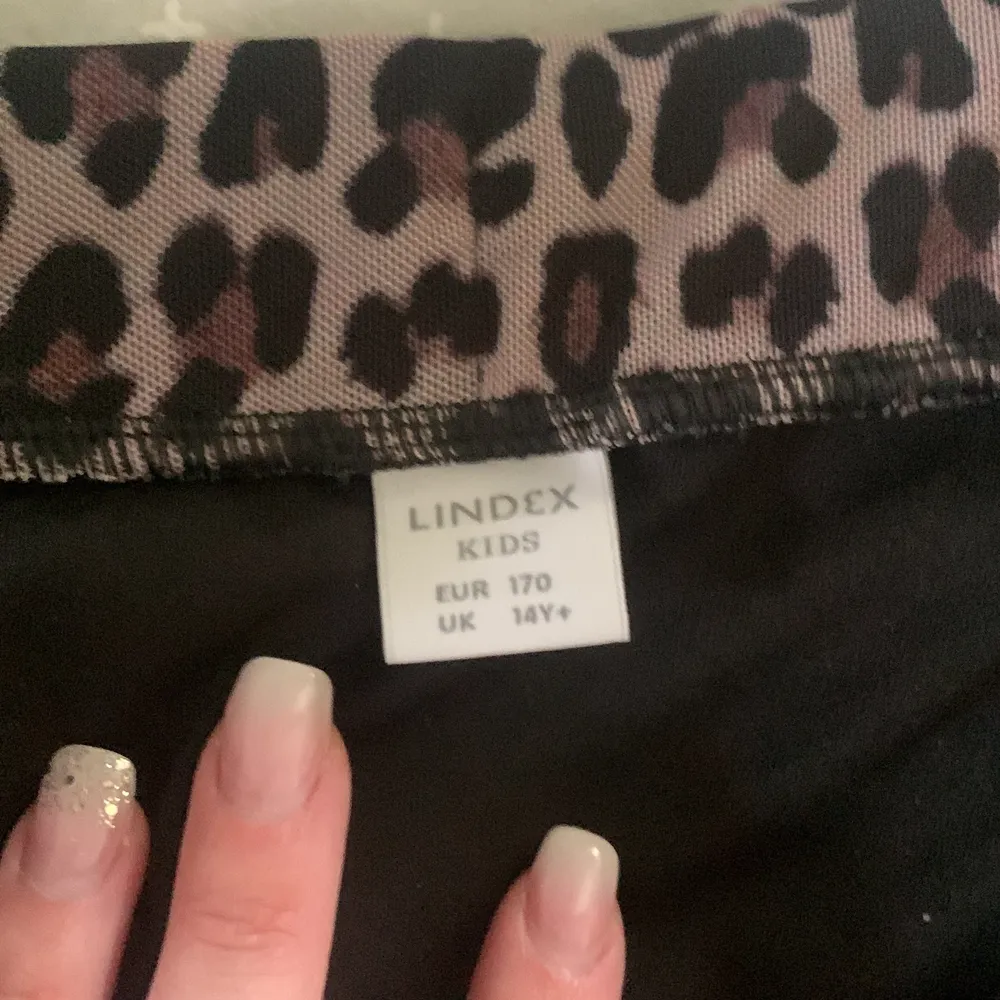 LINDEX
KIDS
EUR 170
UK 14Y+